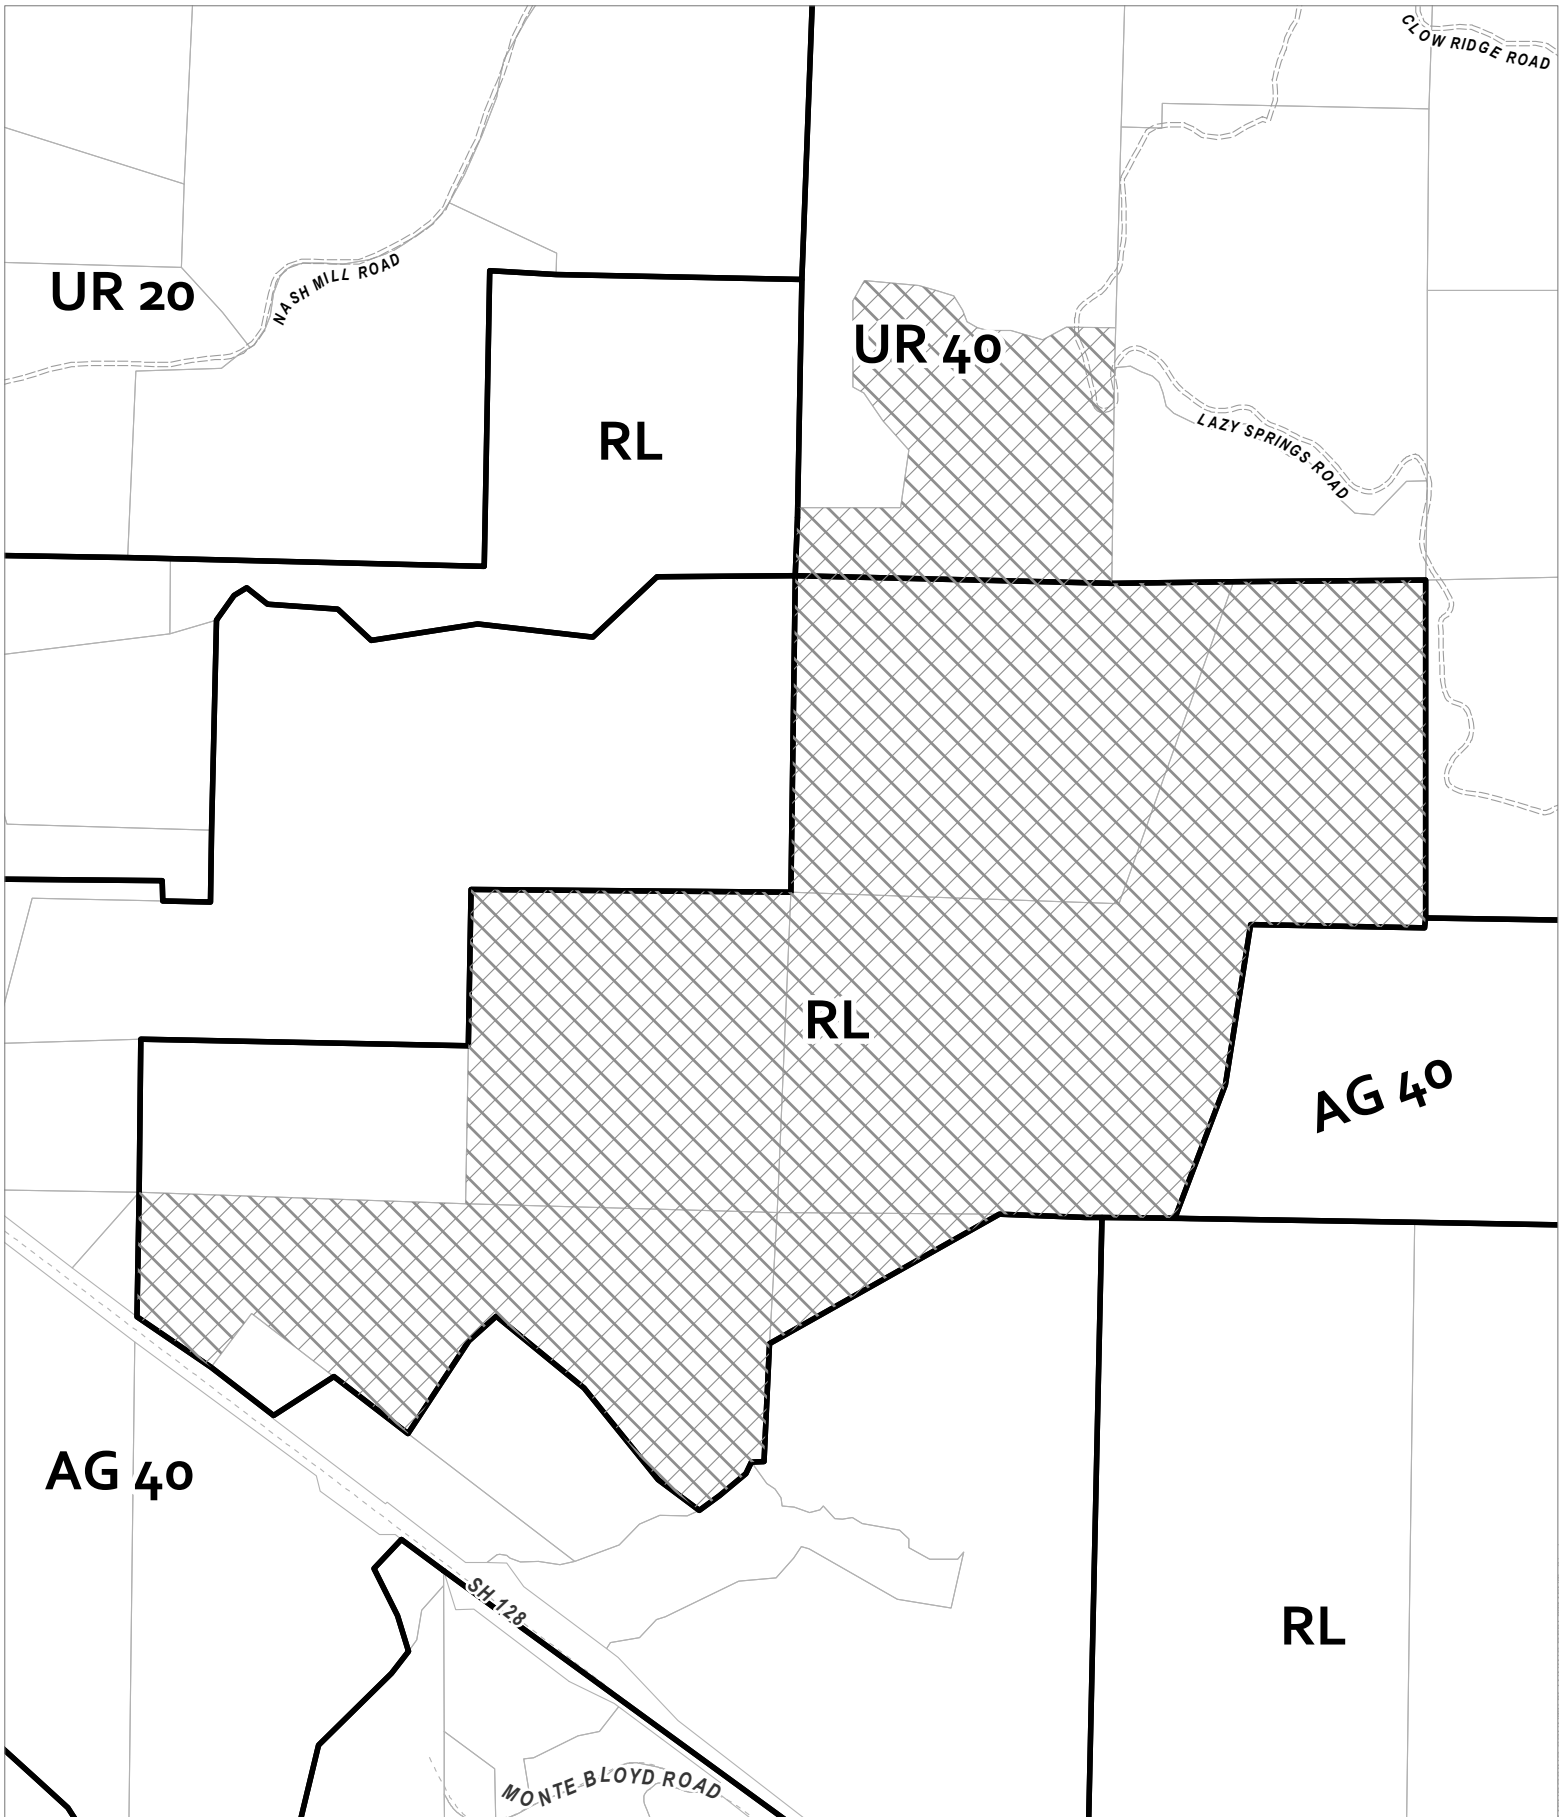 CLOW RIDGE ROAD
UR 20
NASH MILL ROAD
UR 40
RL
LAZY SPRINGS ROAD
RL
AG 40
AG 40
SH 128
RL
MONTE BLOYD ROAD